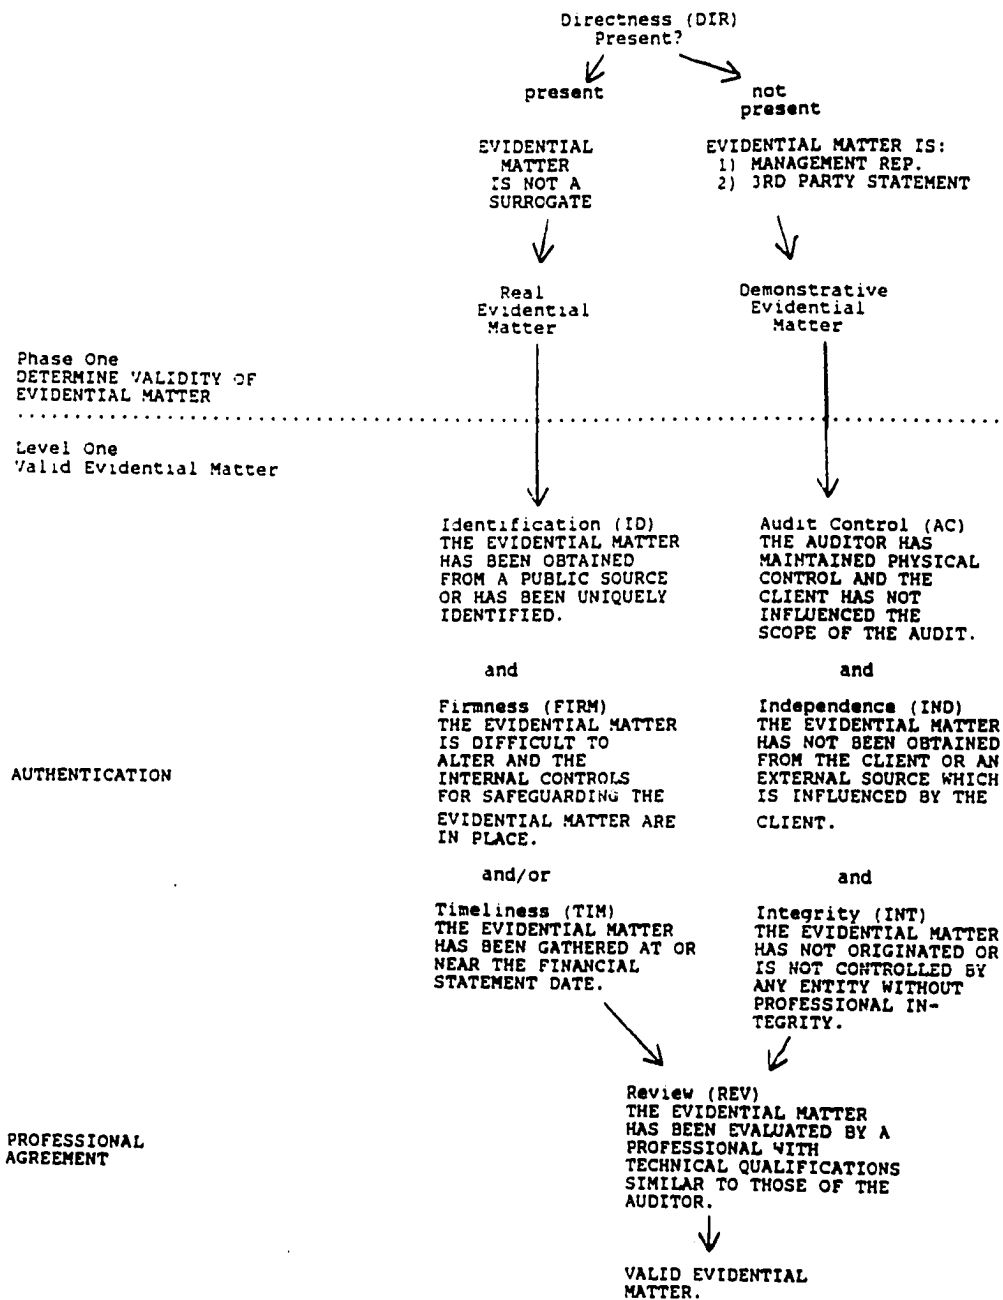 Directness (DIR)
Present?
present
not
present
EVIDENTIAL
MATTER
IS NOT A
SURROGATE
EVIDENTIAL MATTER IS:
1) MANAGEMENT REP.
2) 3RD PARTY STATEMENT
Real
Evidential
Matter
Demonstrative
Evidential
Matter
Phase One
DETERMINE VALIDITY OF
EVIDENTIAL MATTER
Level One
Valid Evidential Matter
Identification (ID)
THE EVIDENTIAL MATTER
HAS BEEN OBTAINED
FROM A PUBLIC SOURCE
OR HAS BEEN UNIQUELY
IDENTIFIED.
Audit Control (AC)
THE AUDITOR HAS
MAINTAINED PHYSICAL
CONTROL AND THE
CLIENT HAS NOT
INFLUENCED THE
SCOPE OF THE AUDIT.
and
and
AUTHENTICATION
Firmness (FIRM)
THE EVIDENTIAL MATTER
IS DIFFICULT TO
ALTER AND THE
INTERNAL CONTROLS
FOR SAFEGUARDING THE
EVIDENTIAL MATTER ARE
IN PLACE.
Independence (IND)
THE EVIDENTIAL MATTER
HAS NOT BEEN OBTAINED
FROM THE CLIENT OR AN
EXTERNAL SOURCE WHICH
IS INFLUENCED BY THE
CLIENT.
and/or
and
Timeliness (TIM)
THE EVIDENTIAL MATTER
HAS BEEN GATHERED AT OR
NEAR THE FINANCIAL
STATEMENT DATE.
Integrity (INT)
THE EVIDENTIAL MATTER
HAS NOT ORIGINATED OR
IS NOT CONTROLLED BY
ANY ENTITY WITHOUT
PROFESSIONAL IN-
TEGRITY.
PROFESSIONAL
AGREEMENT
Review (REV)
THE EVIDENTIAL MATTER
HAS BEEN EVALUATED BY A
PROFESSIONAL WITH
TECHNICAL QUALIFICATIONS
SIMILAR TO THOSE OF THE
AUDITOR.
VALID EVIDENTIAL
MATTER.